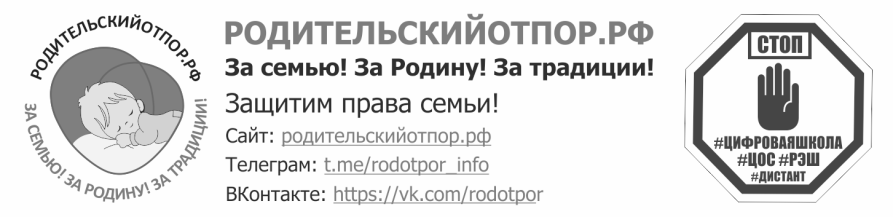 РОДИТЕЛЬСКИЙОТПОР.РФ
ЗА СЕМЬЮ! ЗА РОДИНУ! ЗА ТРАДИЦИИ!
РОДИТЕЛЬСКИЙОТПОР.РФ
За семью! За Родину! За традиции!
Защитим права семьи!
Сайт: родительскийотпор.рф
Телеграм: t.me/rodotpor_info
ВКонтакте: https://vk.com/rodotpor
СТОП
#ЦИФРОВАЯШКОЛА
#ЦОС #РЭШ
#ДИСТАНТ